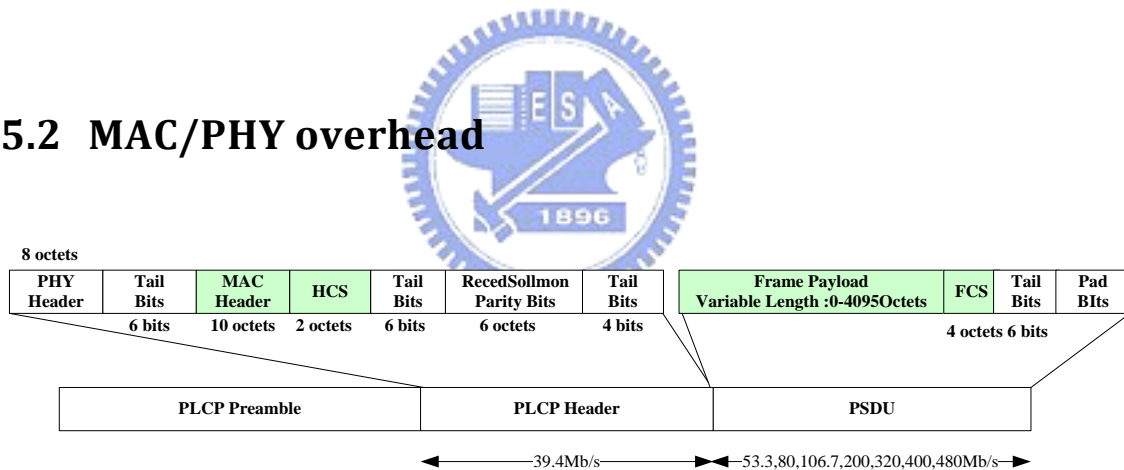 E S A
1896
5.2 MAC/PHY overhead
8 octets
PHY Header
Tail Bits
MAC Header
HCS
Tail Bits
RecedSollmon Parity Bits
Tail Bits
Frame Payload
Variable Length :0-4095Octets
FCS
Tail Bits
Pad BIts
6 bits
10 octets
2 octets
6 bits
6 octets
4 bits
4 octets 6 bits
PLCP Preamble
PLCP Header
PSDU
39.4Mb/s
53.3,80,106.7,200,320,400,480Mb/s